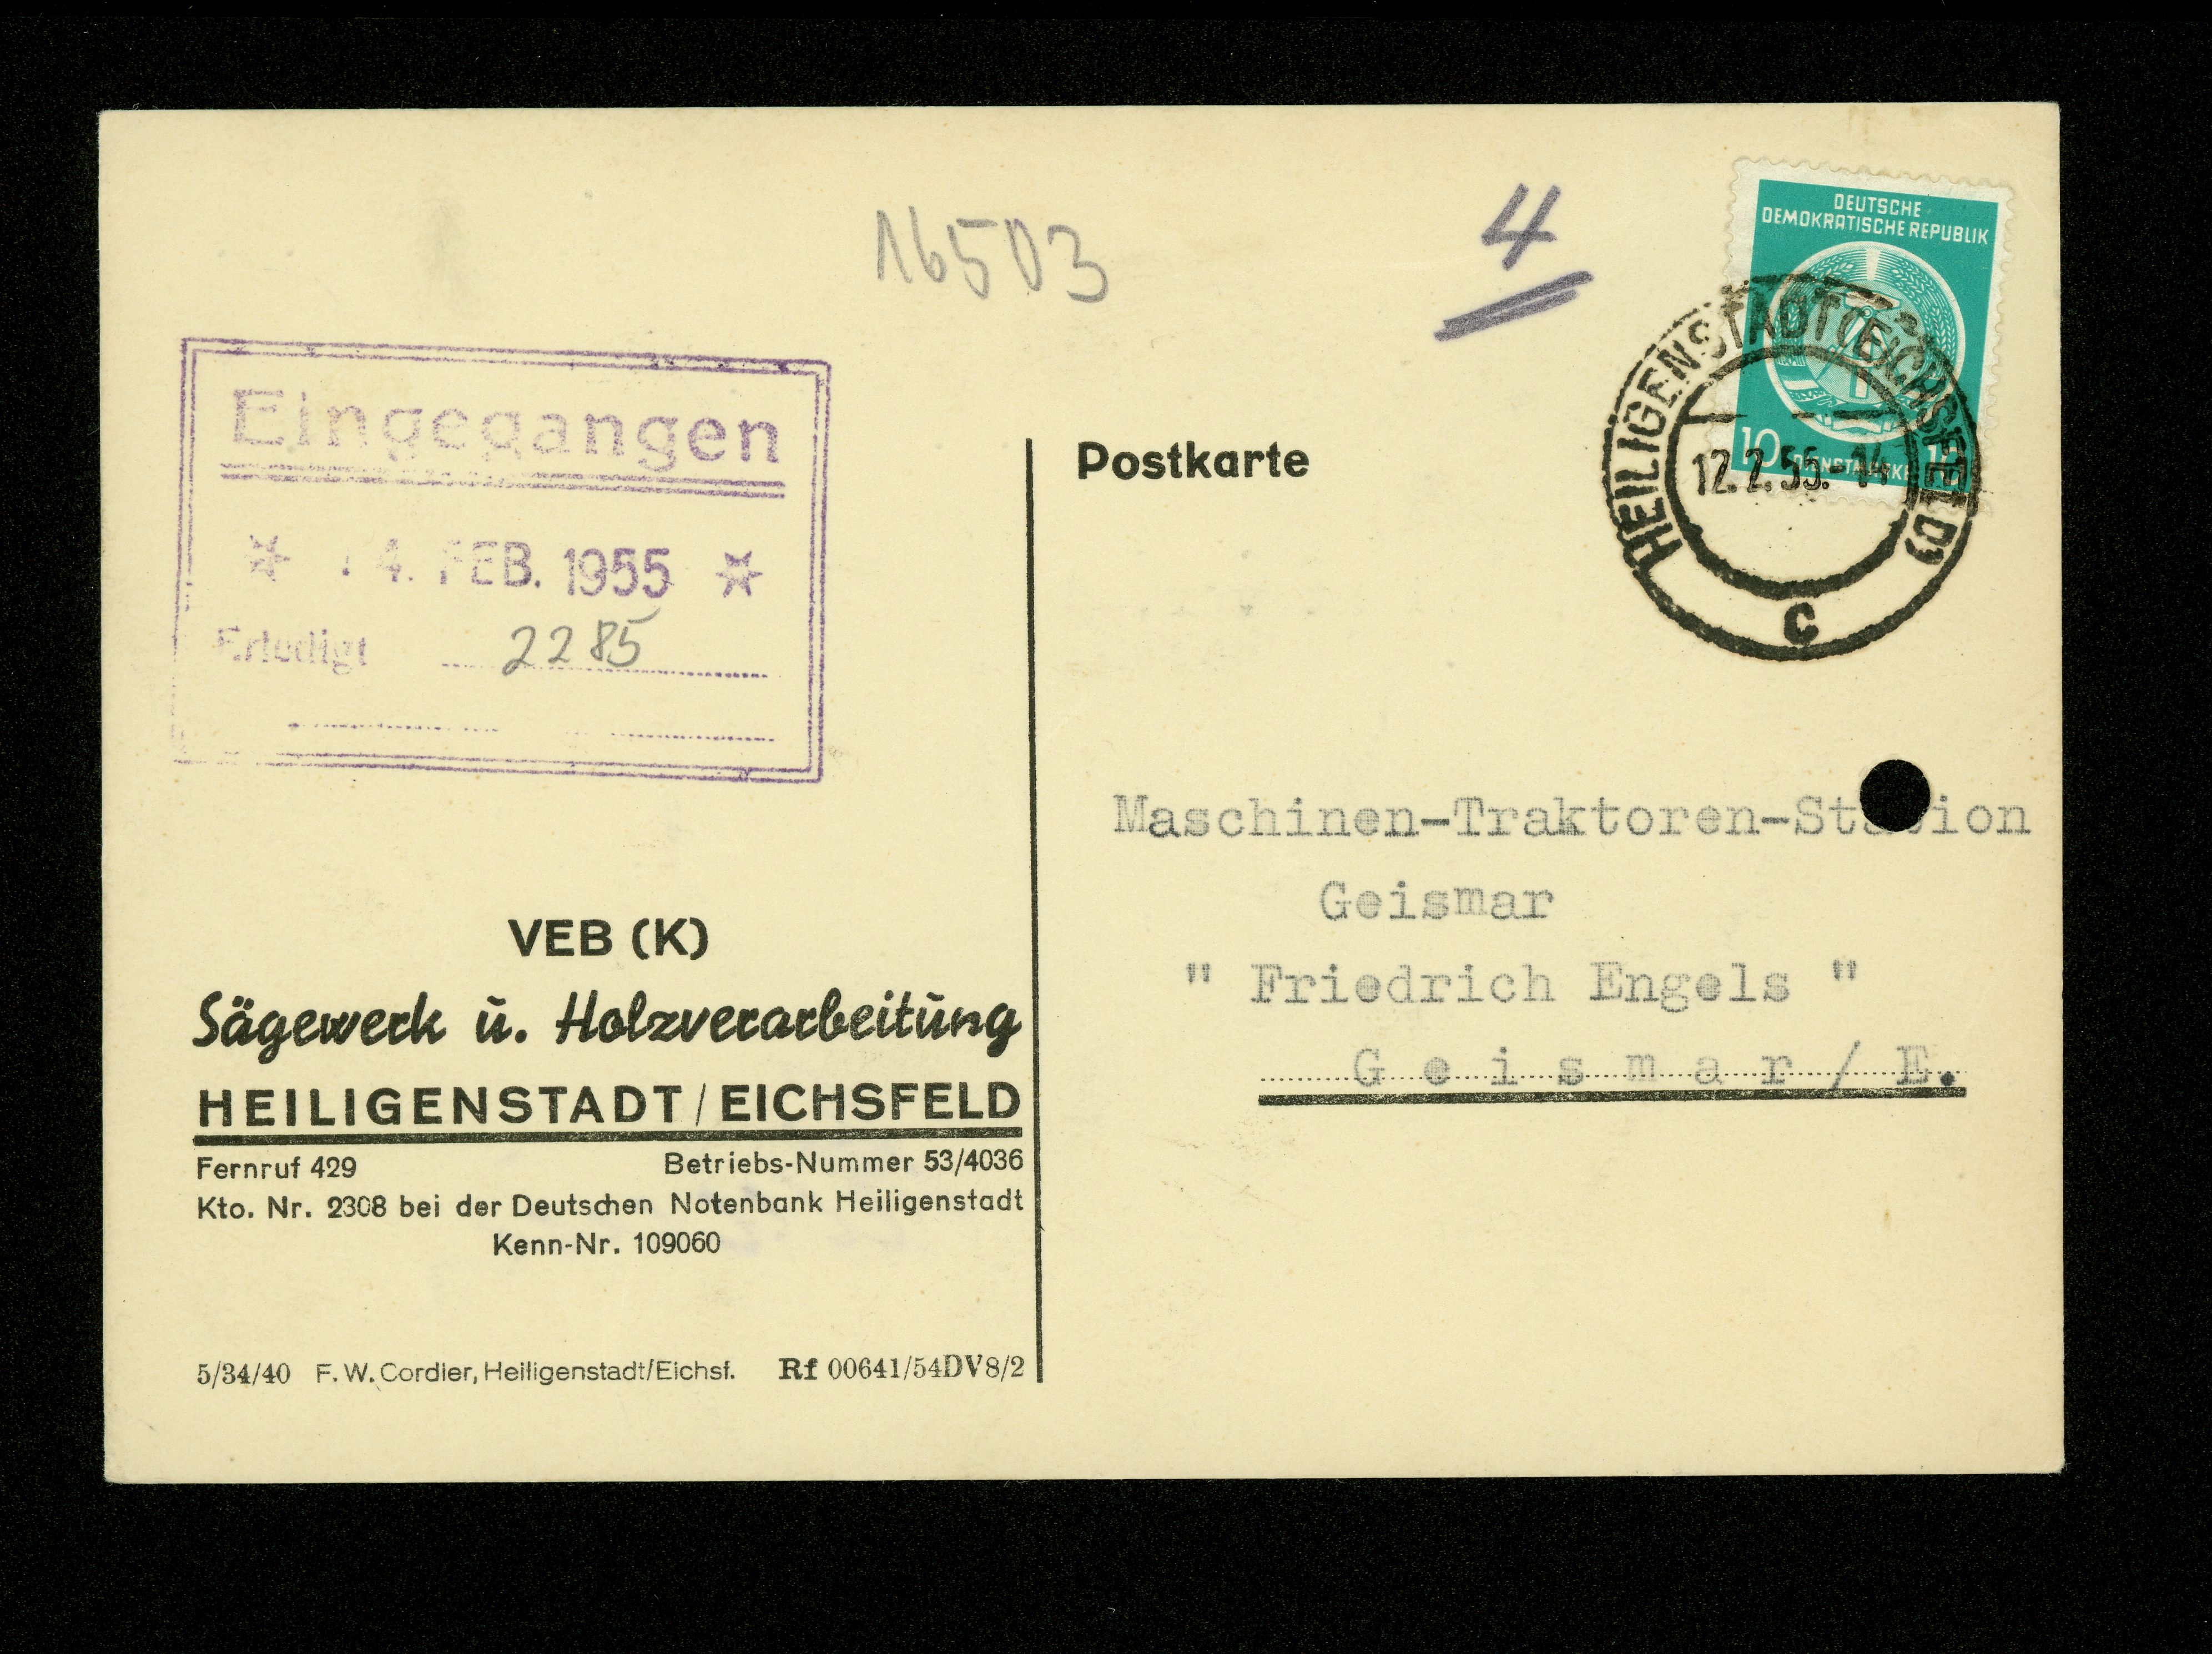 16503
4
DEUTSCHE
DEMOKRATISCHE REPUBLIK
10 DIENSTMARKE
HEILIGENSTADT (EICHSFELD)
12.2.55.-14
c
Eingegangen
* 14. FEB. 1955 *
Erledigt 2285
Postkarte
Maschinen-Traktoren-Station
Geismar
" Friedrich Engels "
G e i s m a r / E.
VEB (K)
Sägewerk u. Holzverarbeitung
HEILIGENSTADT / EICHSFELD
Fernruf 429 Betriebs-Nummer 53/4036
Kto. Nr. 2308 bei der Deutschen Notenbank Heiligenstadt
Kenn-Nr. 109060
5/34/40 F. W. Cordier, Heiligenstadt/Eichsf. Rf 00641/54DV8/2